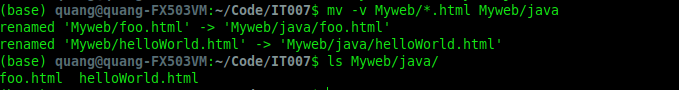 (base) quang@quang-FX503VM:~/Code/IT007$ mv -v Myweb/*.html Myweb/java
renamed 'Myweb/foo.html' -> 'Myweb/java/foo.html'
renamed 'Myweb/helloWorld.html' -> 'Myweb/java/helloWorld.html'
(base) quang@quang-FX503VM:~/Code/IT007$ ls Myweb/java/
foo.html  helloWorld.html